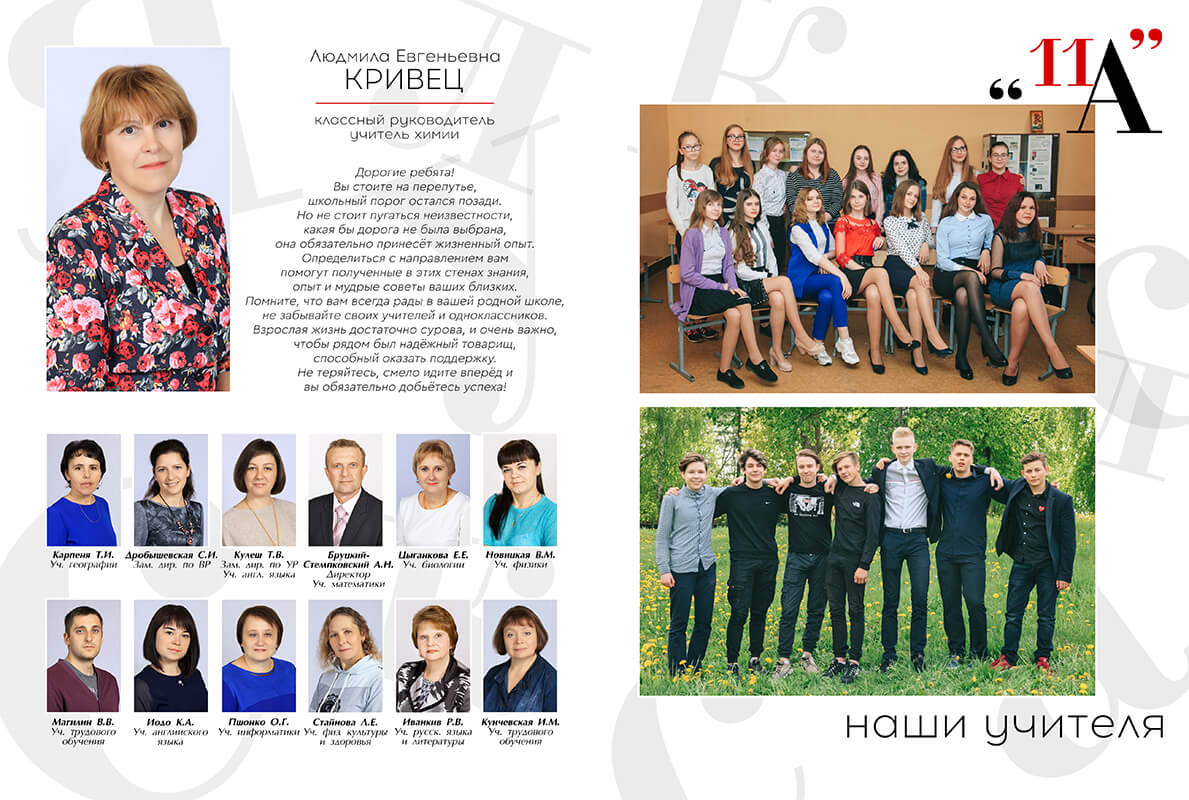 Людмила Евгеньевна
КРИВЕЦ
классный руководитель
учитель химии
Дорогие ребята!
Вы стоите на перепутье,
школьный порог остался позади.
Но не стоит пугаться неизвестности,
какая бы дорога не была выбрана,
она обязательно принесёт жизненный опыт.
Определиться с направлением вам
помогут полученные в этих стенах знания,
опыт и мудрые советы ваших близких.
Помните, что вам всегда рады в вашей родной школе,
не забывайте своих учителей и одноклассников.
Взрослая жизнь достаточно сурова, и очень важно,
чтобы рядом был надёжный товарищ,
способный оказать поддержку.
Не теряйтесь, смело идите вперёд и
вы обязательно добьётесь успеха!
Карпеня Т.И.
Уч. географии
Дробышевская С.И.
Зам. дир. по ВР
Кулеш Т.В.
Зам. дир. по УР
Уч. англ. языка
Бруцкий-
Стемпковский А.Н.
Директор
Уч. математики
Цыганкова Е.Е.
Уч. биологии
Новицкая В.М.
Уч. физики
Магилин В.В.
Уч. трудового
обучения
Иодо К.А.
Уч. английского
языка
Пшонко О.Г.
Уч. информатики
Стайнова Л.Е.
Уч. физ. культуры
и здоровья
Иванкив Р.В.
Уч. русск. языка
и литературы
Кунчевская И.М.
Уч. трудового
обучения
“11А”
наши учителя